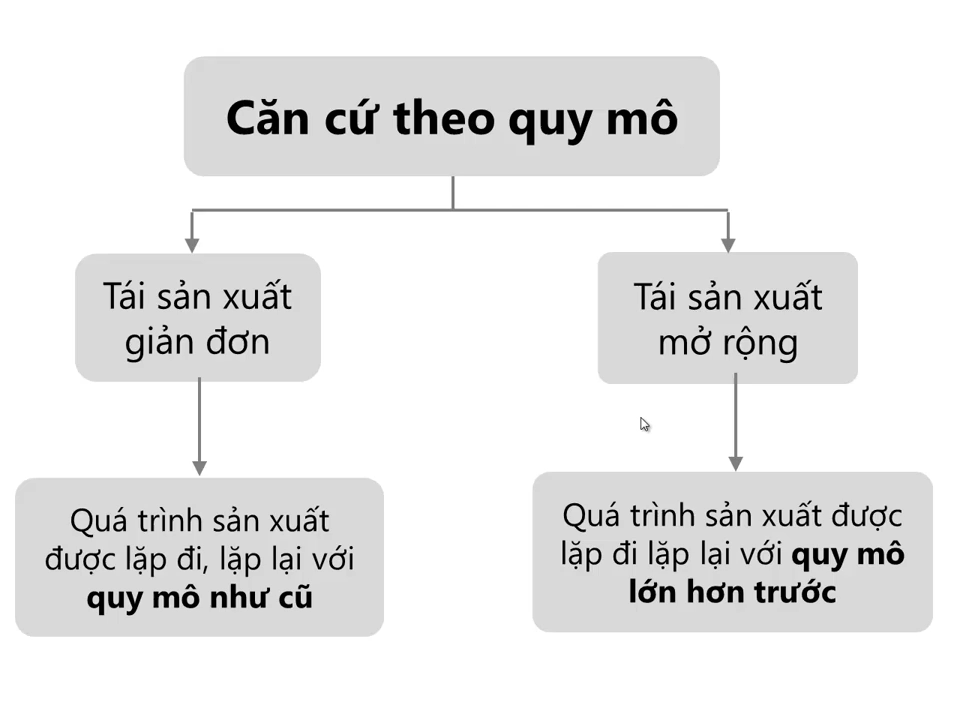 Căn cứ theo quy mô
Tái sản xuất
giản đơn
Tái sản xuất
mở rộng
Quá trình sản xuất
được lặp đi, lặp lại với
quy mô như cũ
Quá trình sản xuất được
lặp đi lặp lại với quy mô
lớn hơn trước